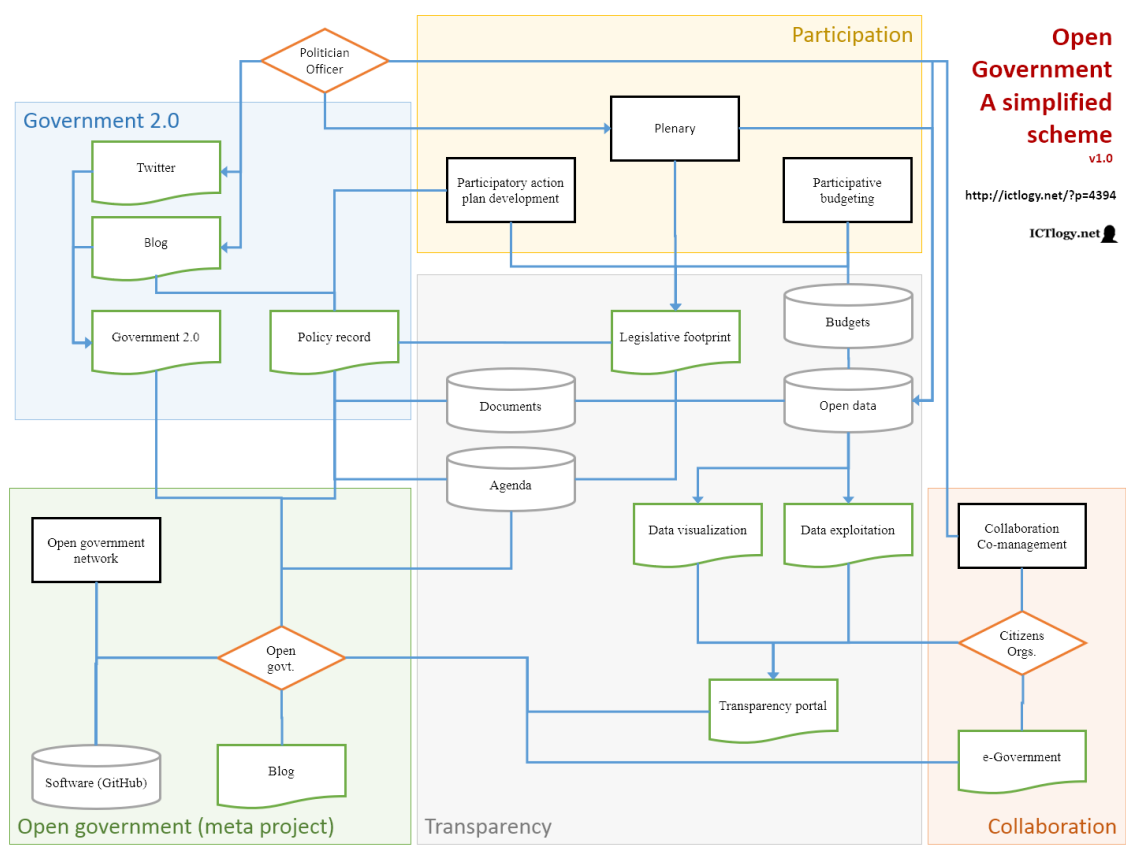 Participation
Open
Government
A simplified
scheme
v1.0
http://ictlogy.net/?p=4394
ICTlogy.net
Politician
Officer
Plenary
Government 2.0
Twitter
Participatory action
plan development
Participative
budgeting
Blog
Government 2.0
Policy record
Legislative footprint
Budgets
Documents
Open data
Agenda
Open government
network
Data visualization
Data exploitation
Collaboration
Co-management
Open
govt.
Citizens
Orgs.
Transparency portal
Software (GitHub)
Blog
e-Government
Open government (meta project)
Transparency
Collaboration